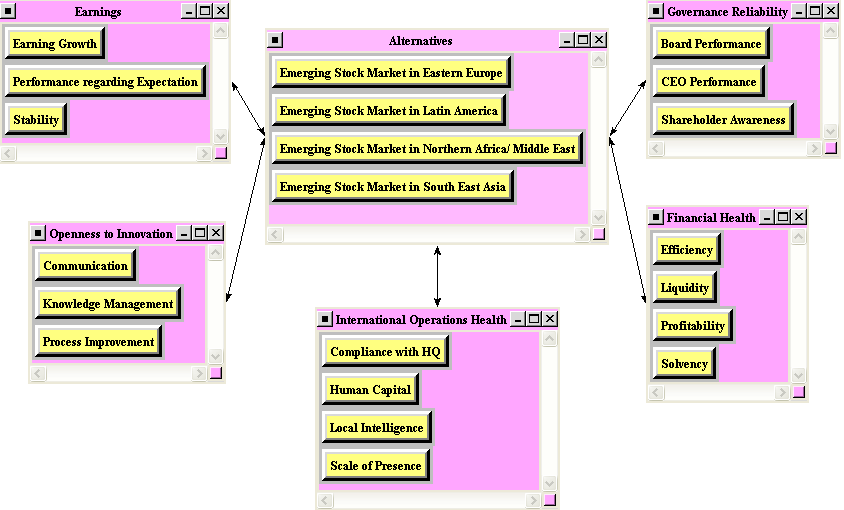 Earnings
Earning Growth
Performance regarding Expectation
Stability
Alternatives
Emerging Stock Market in Eastern Europe
Emerging Stock Market in Latin America
Emerging Stock Market in Northern Africa/ Middle East
Emerging Stock Market in South East Asia
Governance Reliability
Board Performance
CEO Performance
Shareholder Awareness
Openness to Innovation
Communication
Knowledge Management
Process Improvement
International Operations Health
Compliance with HQ
Human Capital
Local Intelligence
Scale of Presence
Financial Health
Efficiency
Liquidity
Profitability
Solvency